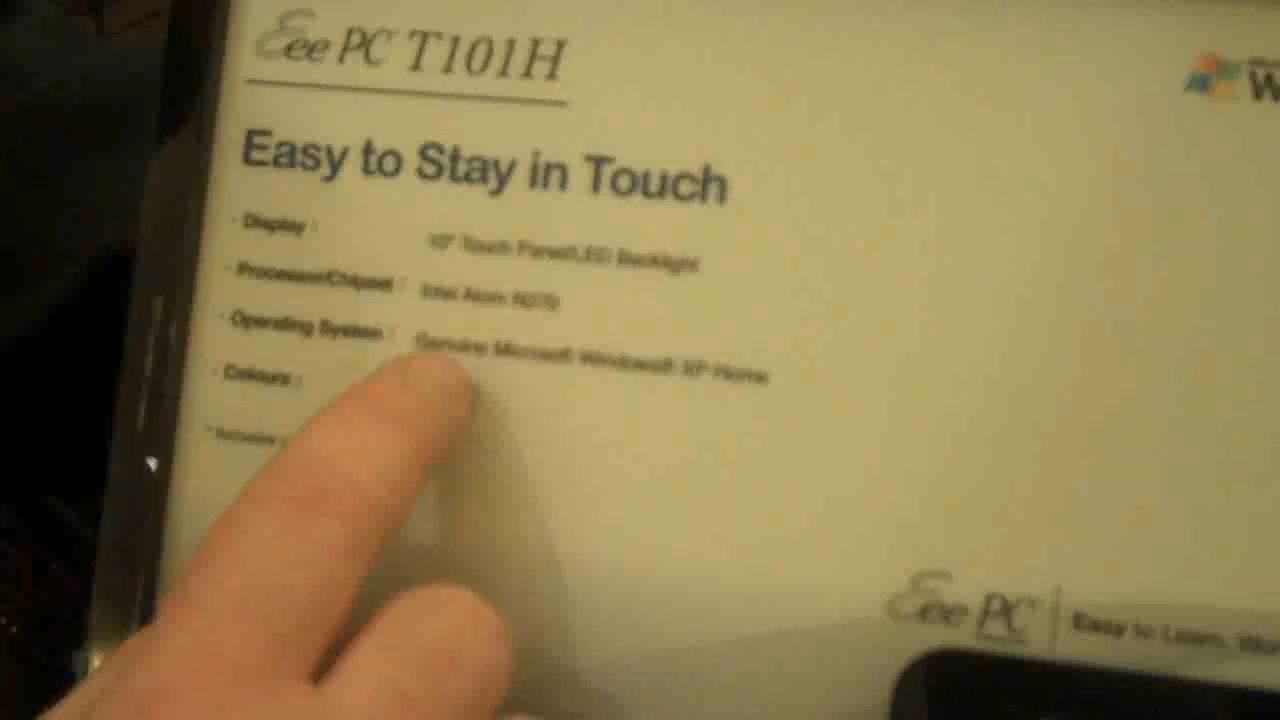 Eee PC T101H
Easy to Stay in Touch
- Display : 10" Touch Panel/LED Backlight
- Processor/Chipset : Intel Atom N270
- Operating System : Genuine Microsoft Windows® XP Home
- Colours :
Eee PC | Easy to Learn,